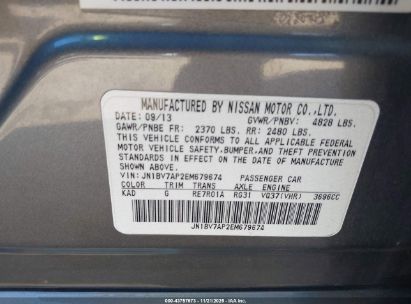 MANUFACTURED BY NISSAN MOTOR CO.,LTD.
DATE: 09/13 GVWR/PNBV: 4828 LBS.
GAWR/PNBE FR: 2370 LBS. RR: 2480 LBS.
THIS VEHICLE CONFORMS TO ALL APPLICABLE FEDERAL
MOTOR VEHICLE SAFETY,BUMPER,AND THEFT PREVENTION
STANDARDS IN EFFECT ON THE DATE OF MANUFACTURE
SHOWN ABOVE.
VIN: JN1BV7AP2EM679674 PASSENGER CAR
COLOR TRIM TRANS AXLE ENGINE
KAD G RE7R01A RG31 VQ37(VHR) 3696CC
JN1BV7AP2EM679674